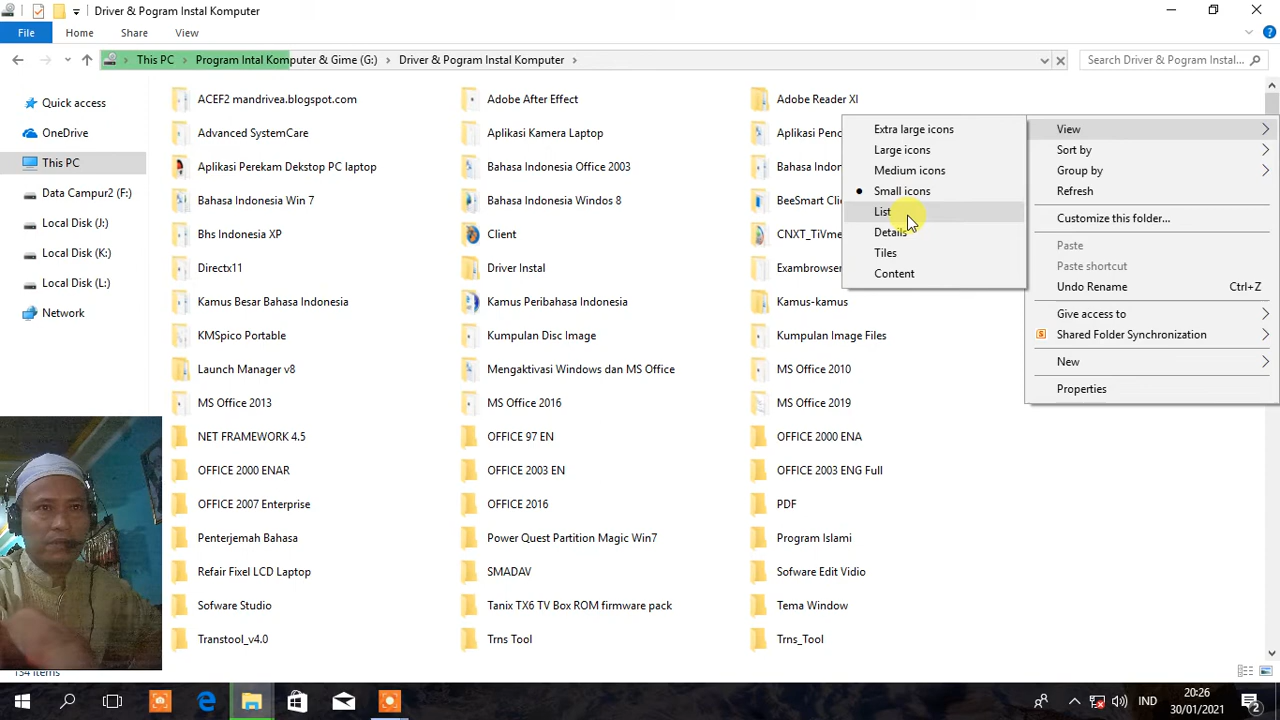 Driver & Pogram Instal Komputer
File Home Share View
This PC Program Intal Komputer & Gime (G:) Driver & Pogram Instal Komputer
Search Driver & Pogram Instal...
Quick access
OneDrive
This PC
Data Campur2 (F:)
Local Disk (J:)
Local Disk (K:)
Local Disk (L:)
Network
ACEF2 mandrivea.blogspot.com Adobe After Effect Adobe Reader XI
Advanced SystemCare Aplikasi Kamera Laptop Aplikasi
Aplikasi Perekam Dekstop PC laptop Bahasa Indonesia Office 2003 Bahasa
Bahasa Indonesia Win 7 Bahasa Indonesia Windos 8 BeeSmart
Bhs Indonesia XP Client CNXT_TiVme
Directx11 Driver Instal Exambrowser
Kamus Besar Bahasa Indonesia Kamus Peribahasa Indonesia Kamus-kamus
KMSpico Portable Kumpulan Disc Image Kumpulan Image Files
Launch Manager v8 Mengaktivasi Windows dan MS Office MS Office 2010
MS Office 2013 MS Office 2016 MS Office 2019
NET FRAMEWORK 4.5 OFFICE 97 EN OFFICE 2000 ENA
OFFICE 2000 ENAR OFFICE 2003 EN OFFICE 2003 ENG Full
OFFICE 2007 Enterprise OFFICE 2016 PDF
Penterjemah Bahasa Power Quest Partition Magic Win7 Program Islami
Refair Fixel LCD Laptop SMADAV Sofware Edit Vidio
Sofware Studio Tanix TX6 TV Box ROM firmware pack Tema Window
Transtool_v4.0 Trns Tool Trns_Tool
Extra large icons
Large icons
Medium icons
Small icons
List
Details
Tiles
Content
View
Sort by
Group by
Refresh
Customize this folder...
Paste
Paste shortcut
Undo Rename Ctrl+Z
Give access to
Shared Folder Synchronization
New
Properties
134 items
IND
20:26
30/01/2021
2